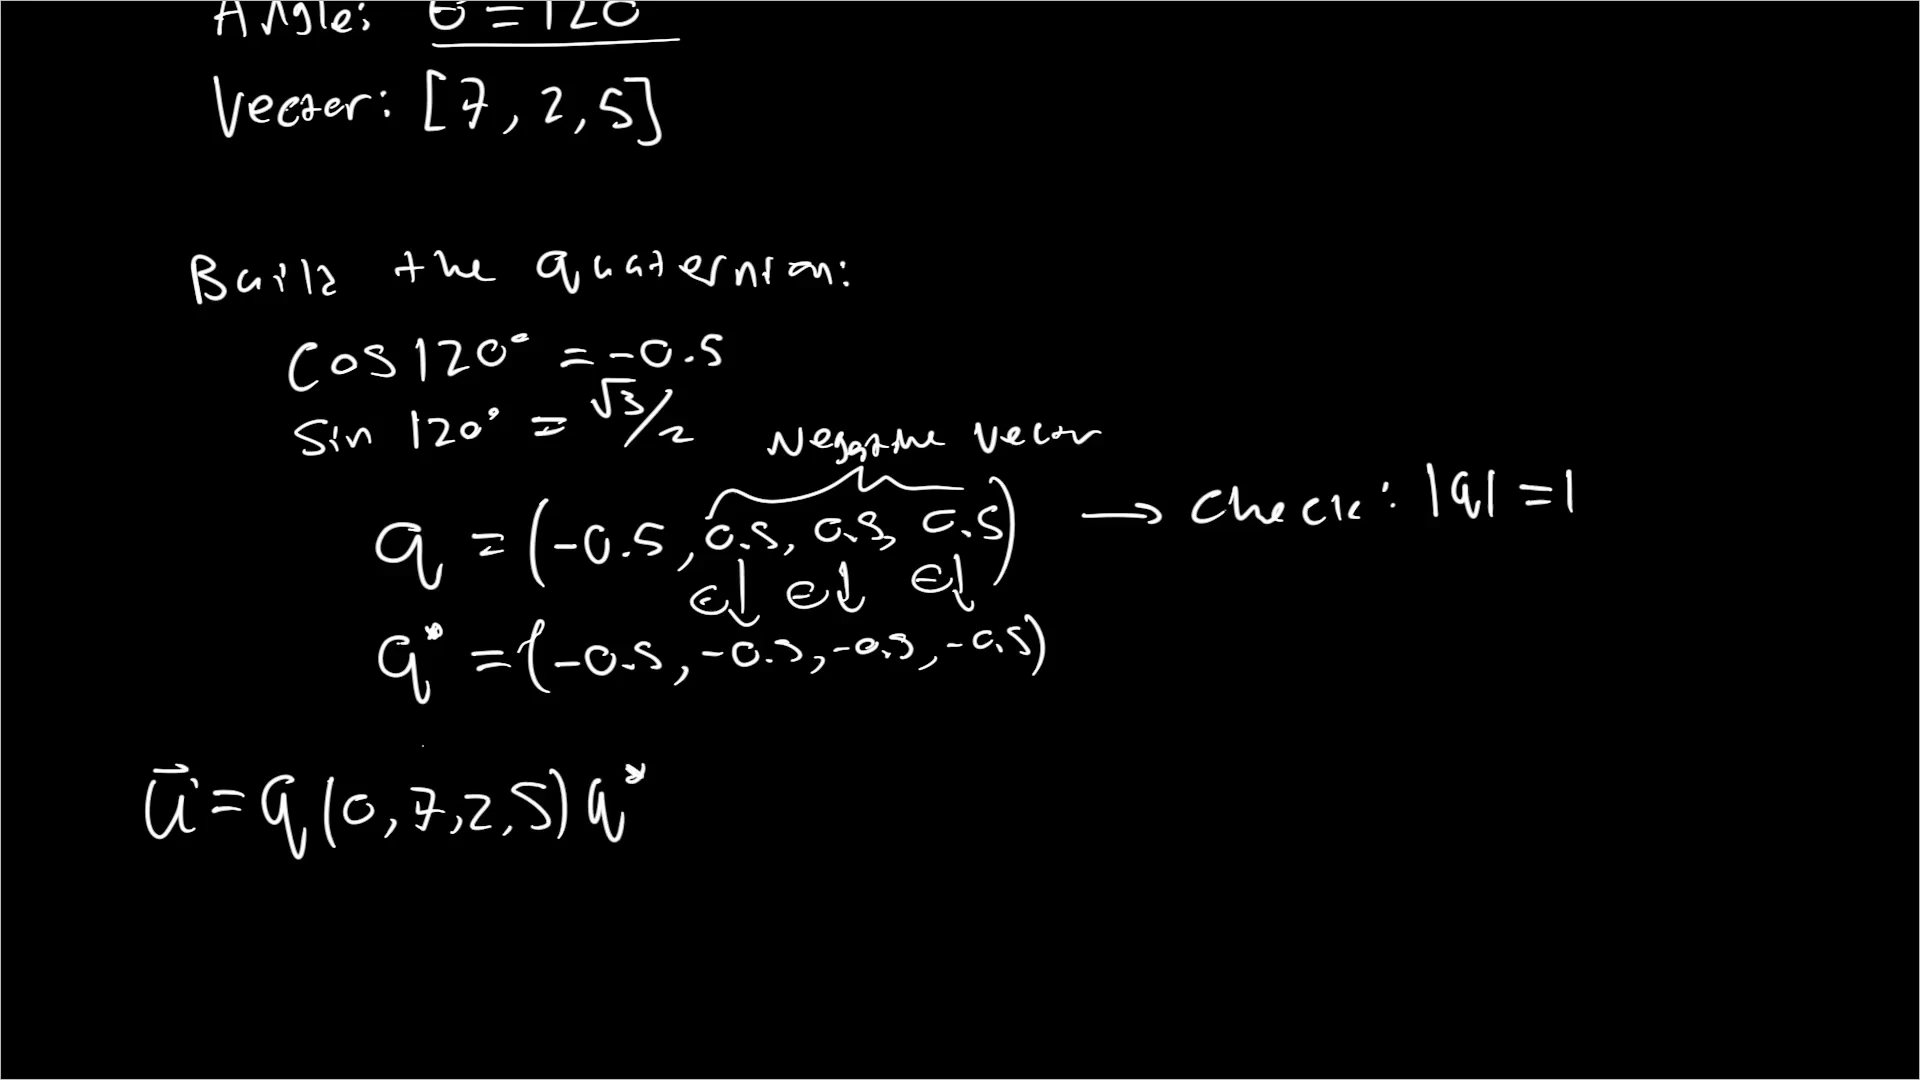 Angle: θ = 120
Vector: [7, 2, 5]
Build the quaternion:
Cos 120° = -0.5
Sin 120° = √3/2
Negative Vector
q = (-0.5, 0.5, 0.5, 0.5) → Check: |q| = 1
⊖↓ ⊖↓ ⊖↓
q* = (-0.5, -0.5, -0.5, -0.5)
u⃗ = q(0, 7, 2, 5) q*